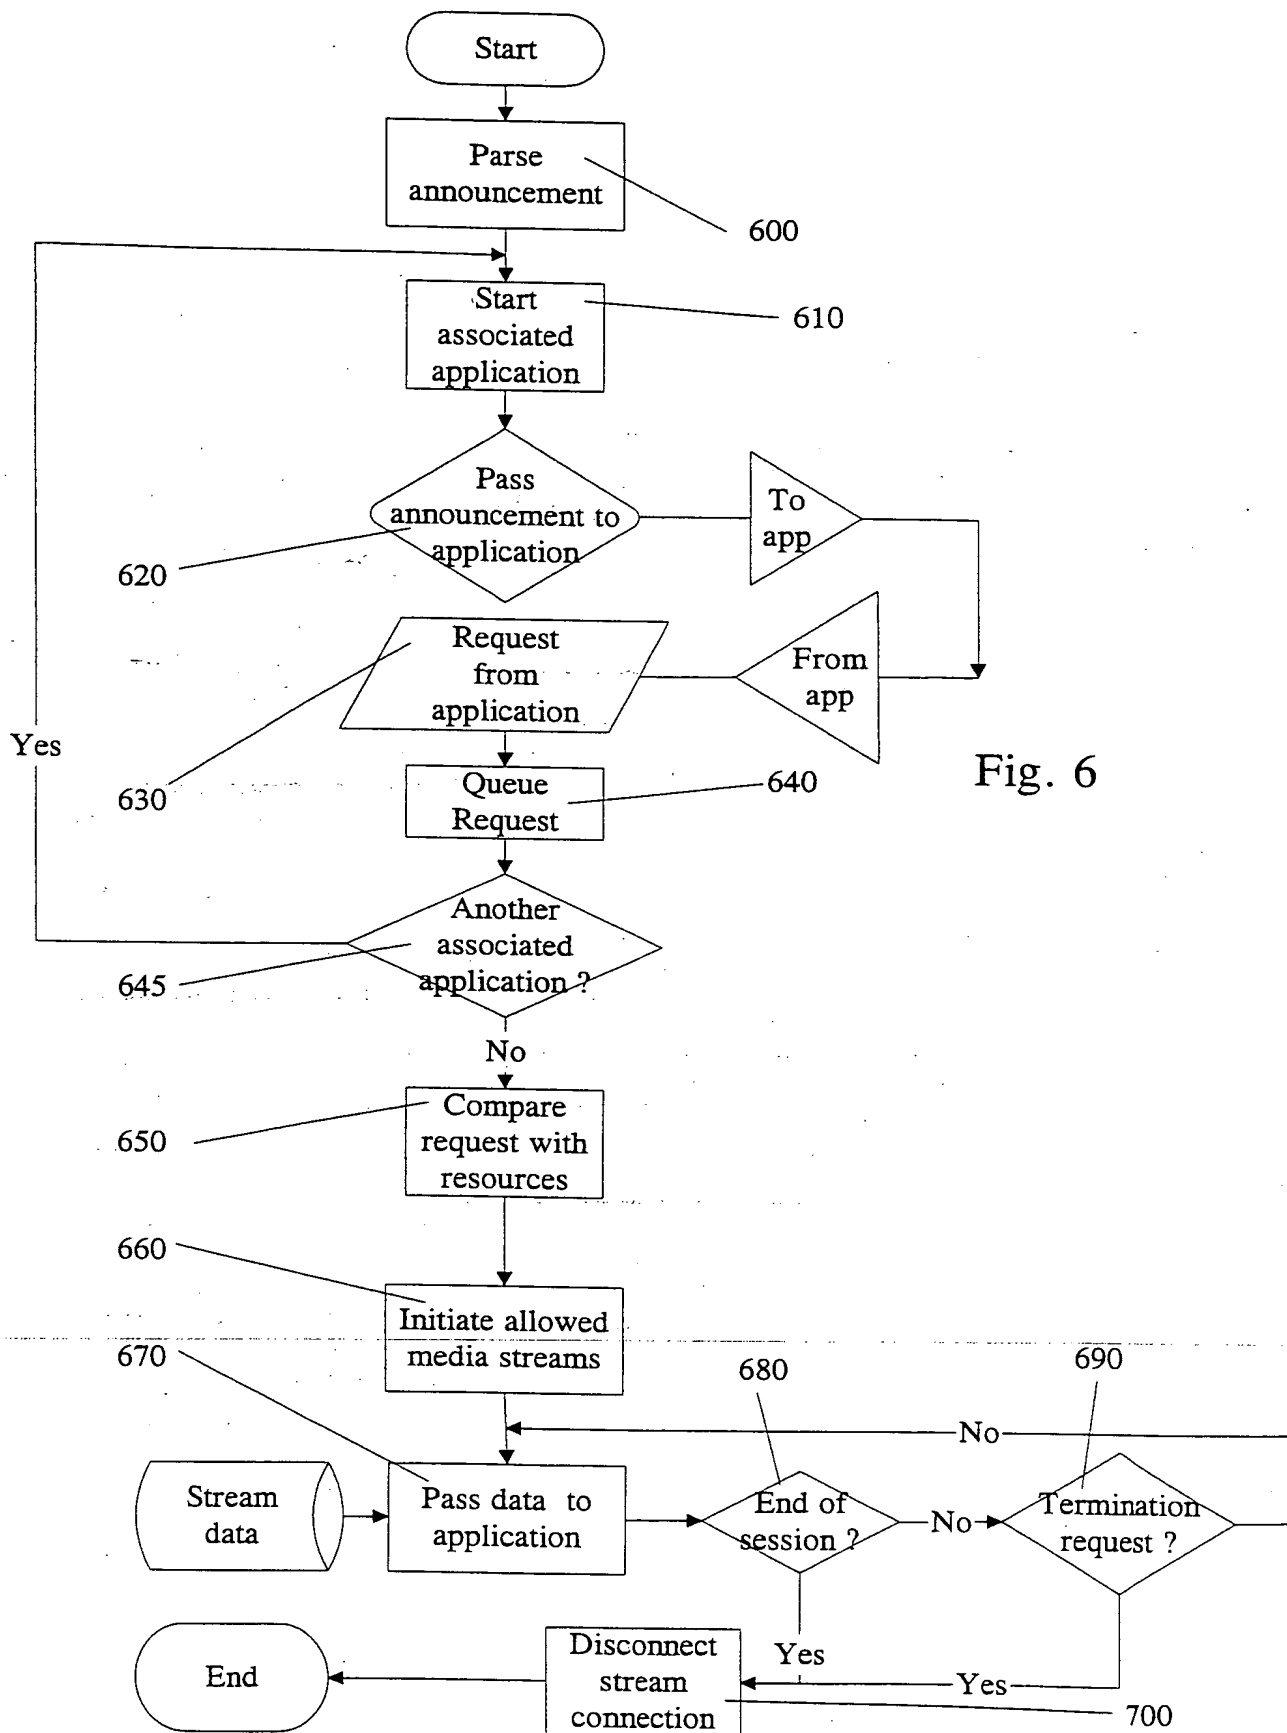 Start
Parse
announcement
600
Start
associated
application
610
Pass
announcement to
application
To
app
620
Request
from
application
From
app
Yes
Fig. 6
630
Queue
Request
640
Another
associated
application ?
645
No
Compare
request with
resources
650
660
Initiate allowed
media streams
670
680
690
No
Stream
data
Pass data to
application
End of
session ?
No
Termination
request ?
End
Disconnect
stream
connection
Yes
Yes
700